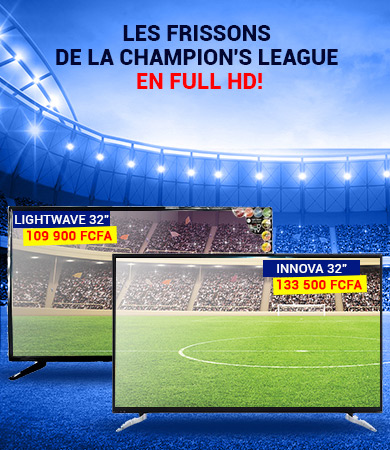 LES FRISSONS
DE LA CHAMPION'S LEAGUE
EN FULL HD!
LIGHTWAVE 32"
109 900 FCFA
INNOVA 32"
133 500 FCFA